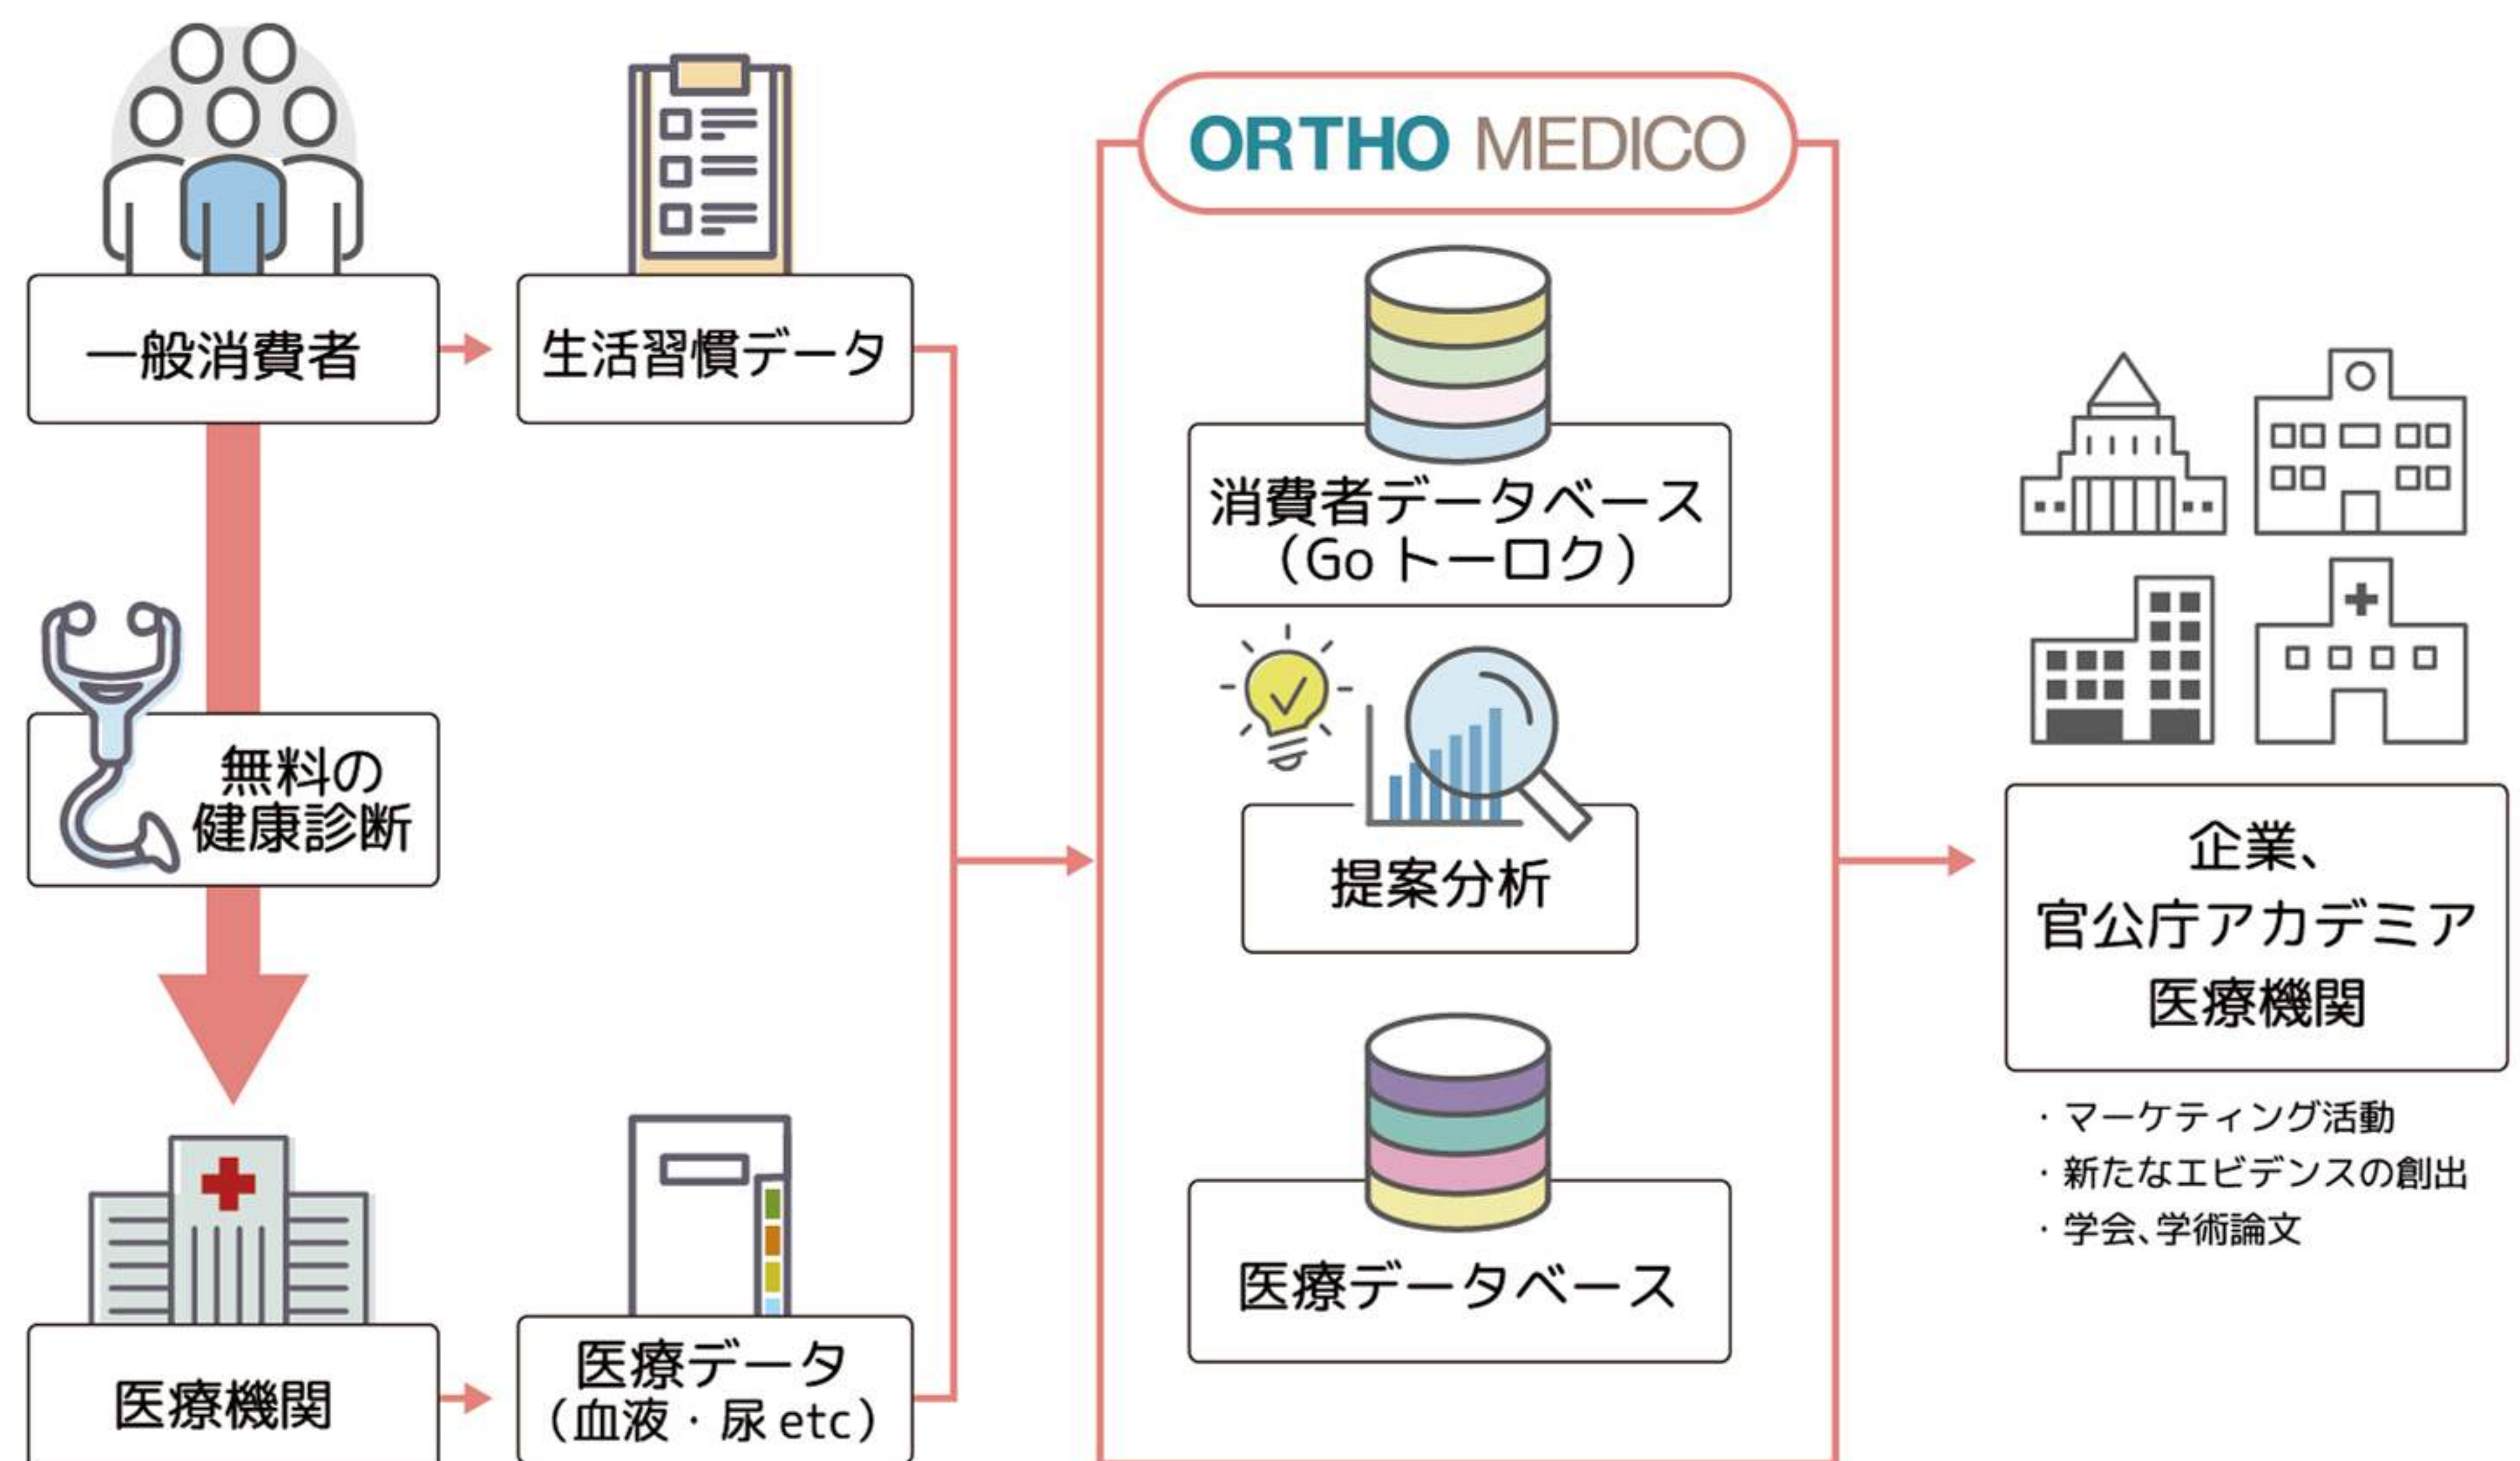 一般消費者
生活習慣データ
無料の
健康診断
医療機関
医療データ
（血液・尿 etc）
ORTHO MEDICO
消費者データベース
（Go トーロク）
提案分析
医療データベース
企業、
官公庁アカデミア
医療機関
・マーケティング活動
・新たなエビデンスの創出
・学会、学術論文